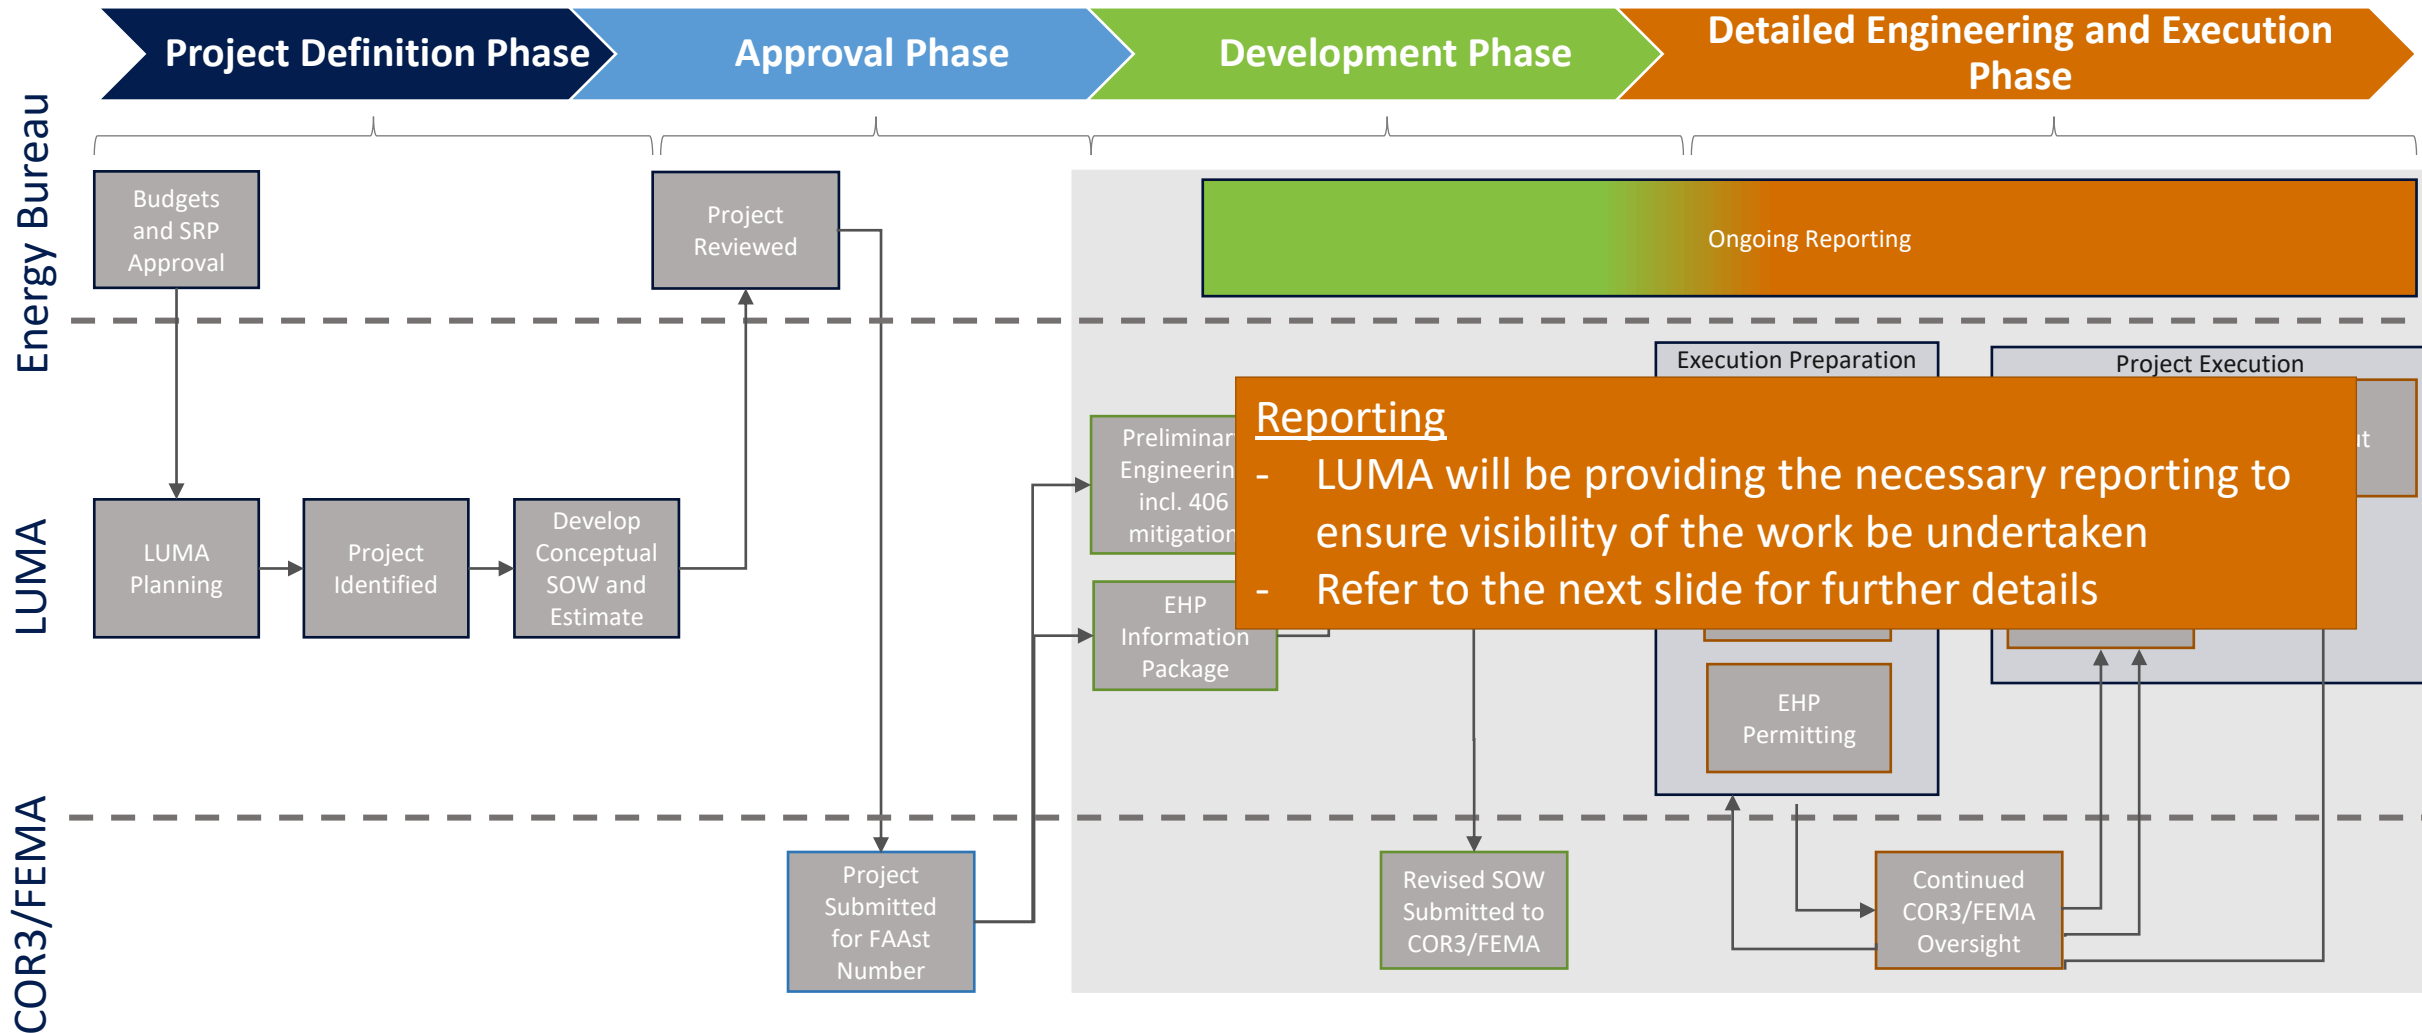 Project Definition Phase
Approval Phase
Development Phase
Detailed Engineering and Execution
Phase
Energy Bureau
Budgets
and SRP
Approval
Project
Reviewed
Ongoing Reporting
LUMA
LUMA
Planning
Project
Identified
Develop
Conceptual
SOW and
Estimate
Preliminar
Engineerin
incl. 406
mitigation
EHP
Information
Package
Execution Preparation
Project Execution
Reporting
- LUMA will be providing the necessary reporting to
ensure visibility of the work be undertaken
- Refer to the next slide for further details
EHP
Permitting
COR3/FEMA
Project
Submitted
for FAAst
Number
Revised SOW
Submitted to
COR3/FEMA
Continued
COR3/FEMA
Oversight